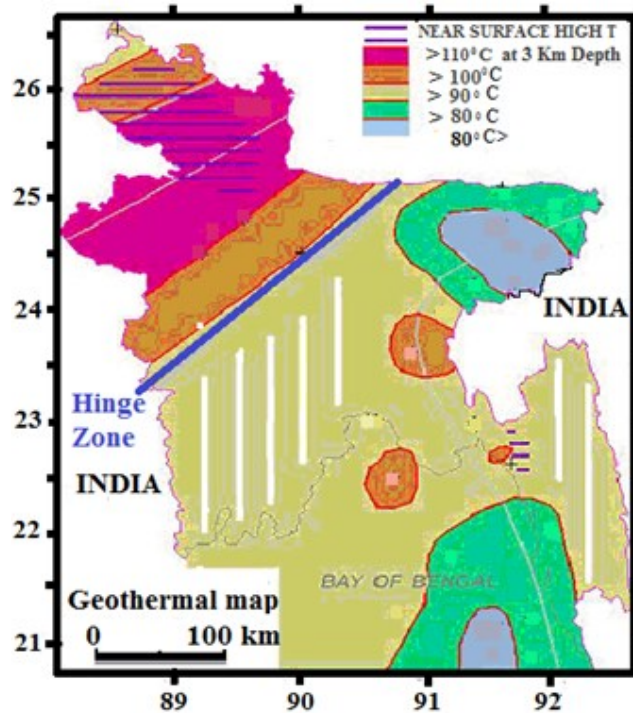 NEAR SURFACE HIGH T
>110°C at 3 Km Depth
> 100°C
> 90°C
> 80°C
80°C>
26
25
24
23
22
21
INDIA
Hinge
Zone
INDIA
BAY OF BENGAL
Geothermal map
0 100 km
89 90 91 92